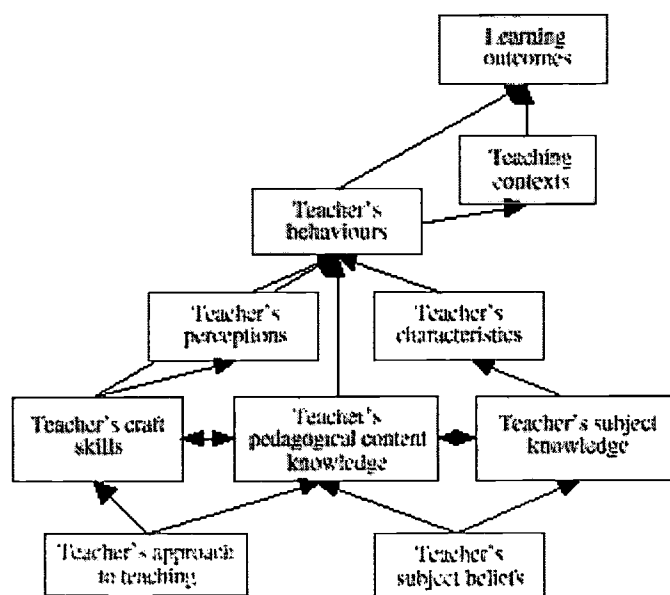 Learning
outcomes
Teaching
contexts
Teacher's
behaviours
Teacher's
perceptions
Teacher's
characteristics
Teacher's craft
skills
Teacher's
pedagogical content
knowledge
Teacher's subject
knowledge
Teacher's approach
to teaching
Teacher's
subject beliefs